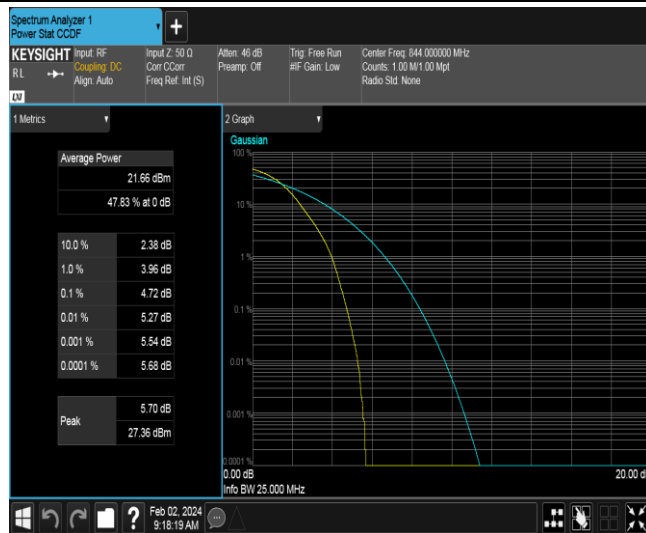 Spectrum Analyzer 1
Power Stat CCDF
KEYSIGHT
RL
Input: RF
Coupling: DC
Align: Auto
Input Z: 50 Ω
Corr CCorr
Freq Ref: Int (S)
Atten: 46 dB
Preamp: Off
Trig: Free Run
#IF Gain: Low
Center Freq: 844.000000 MHz
Counts: 1.00 M/1.00 Mpt
Radio Std: None
1 Metrics
Average Power
21.66 dBm
47.83 % at 0 dB
10.0 % 2.38 dB
1.0 % 3.96 dB
0.1 % 4.72 dB
0.01 % 5.27 dB
0.001 % 5.54 dB
0.0001 % 5.68 dB
Peak
5.70 dB
27.36 dBm
2 Graph
Gaussian
100 %
10 %
1 %
0.1 %
0.01 %
0.001 %
0.0001 %
0.00 dB
20.00 d
Info BW 25.000 MHz
?
Feb 02, 2024
9:18:19 AM